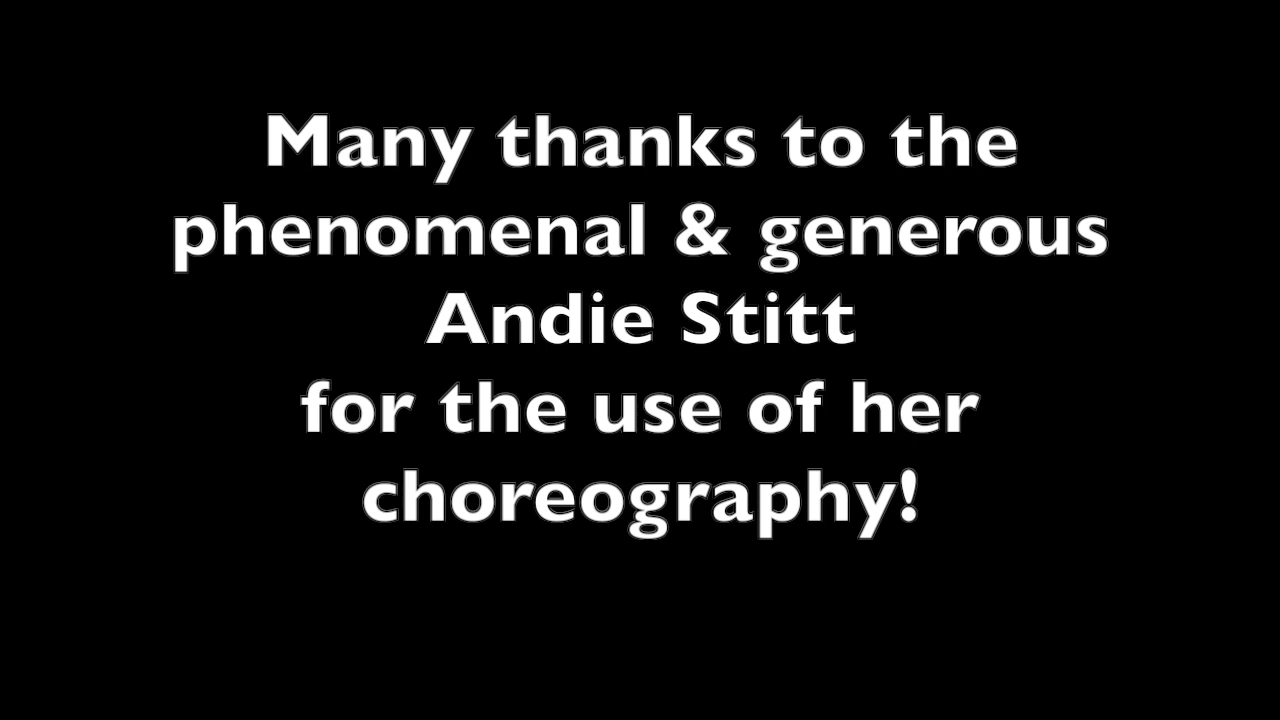 Many thanks to the
phenomenal & generous
Andie Stitt
for the use of her
choreography!